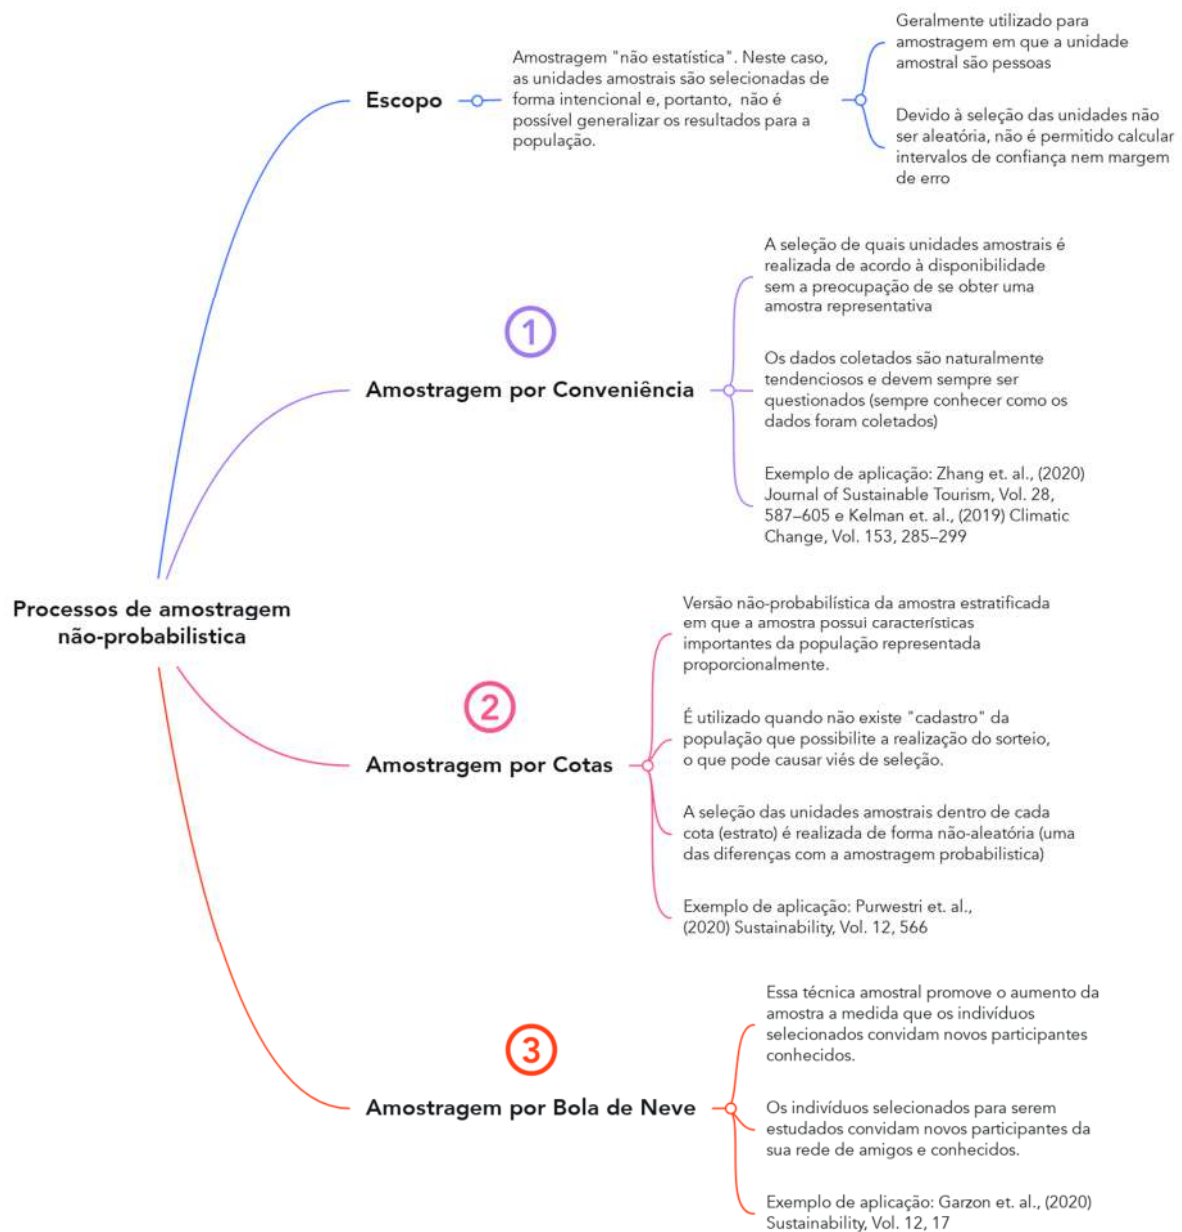 Processos de amostragem
não-probabilistica
Escopo
Amostragem "não estatística". Neste caso,
as unidades amostrais são selecionadas de
forma intencional e, portanto, não é
possível generalizar os resultados para a
população.
Geralmente utilizado para
amostragem em que a unidade
amostral são pessoas
Devido à seleção das unidades não
ser aleatória, não é permitido calcular
intervalos de confiança nem margem
de erro
1
Amostragem por Conveniência
A seleção de quais unidades amostrais é
realizada de acordo à disponibilidade
sem a preocupação de se obter uma
amostra representativa
Os dados coletados são naturalmente
tendenciosos e devem sempre ser
questionados (sempre conhecer como os
dados foram coletados)
Exemplo de aplicação: Zhang et. al., (2020)
Journal of Sustainable Tourism, Vol. 28,
587–605 e Kelman et. al., (2019) Climatic
Change, Vol. 153, 285–299
2
Amostragem por Cotas
Versão não-probabilística da amostra estratificada
em que a amostra possui características
importantes da população representada
proporcionalmente.
É utilizado quando não existe "cadastro" da
população que possibilite a realização do sorteio,
o que pode causar viés de seleção.
A seleção das unidades amostrais dentro de cada
cota (estrato) é realizada de forma não-aleatória (uma
das diferenças com a amostragem probabilistica)
Exemplo de aplicação: Purwestri et. al.,
(2020) Sustainability, Vol. 12, 566
3
Amostragem por Bola de Neve
Essa técnica amostral promove o aumento da
amostra a medida que os indivíduos
selecionados convidam novos participantes
conhecidos.
Os indivíduos selecionados para serem
estudados convidam novos participantes da
sua rede de amigos e conhecidos.
Exemplo de aplicação: Garzon et. al., (2020)
Sustainability, Vol. 12, 17